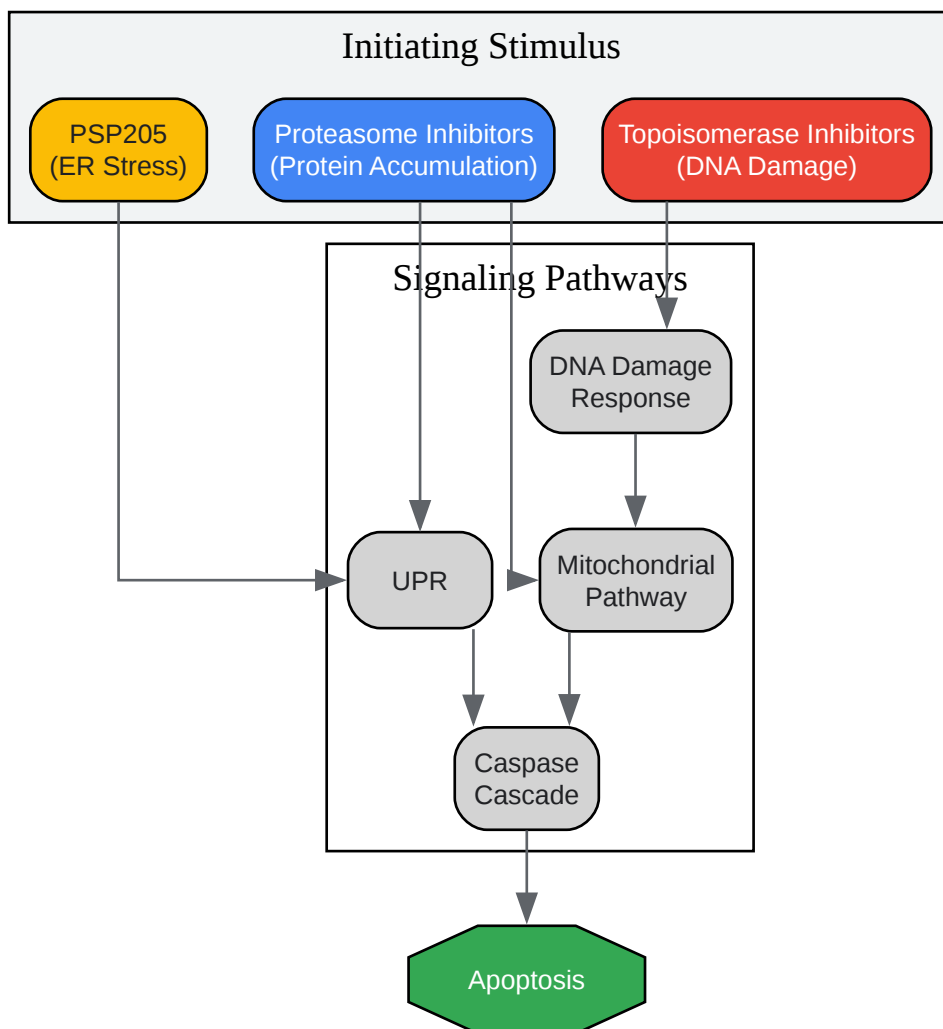 Initiating Stimulus
PSP205
(ER Stress)
Proteasome Inhibitors
(Protein Accumulation)
Topoisomerase Inhibitors
(DNA Damage)
Signaling Pathways
DNA Damage
Response
UPR
Mitochondrial
Pathway
Caspase
Cascade
Apoptosis